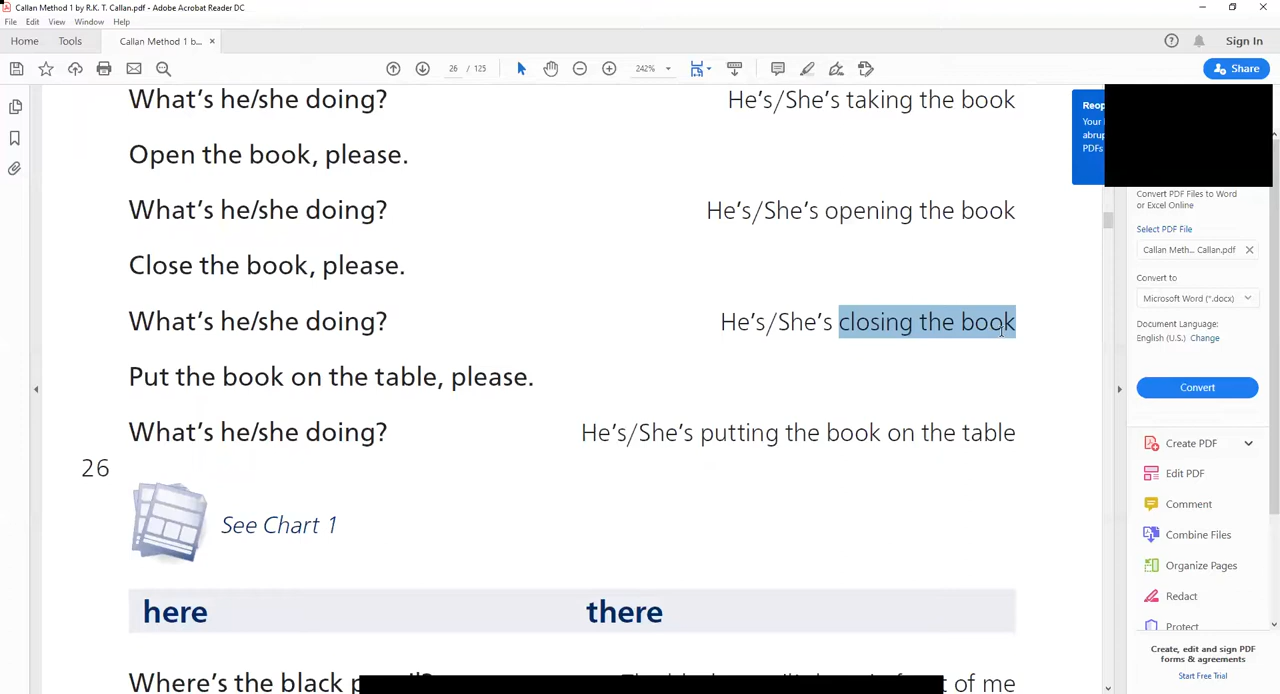 Callan Method 1 by R.K. T. Callan.pdf - Adobe Acrobat Reader DC
File Edit View Window Help
Home Tools Callan Method 1 b... × Sign In
26 / 125 242% Share
What's he/she doing? He's/She's taking the book
Open the book, please.
What's he/she doing? He's/She's opening the book
Close the book, please.
What's he/she doing? He's/She's closing the book
Put the book on the table, please.
What's he/she doing? He's/She's putting the book on the table
26
See Chart 1
here there
Where's the black of me
Your
PDFs
Convert PDF Files to Word
or Excel Online
Select PDF File
Callan Meth... Callan.pdf
Convert to
Microsoft Word (*.docx)
Document Language:
English (U.S.) Change
Convert
Create PDF
Edit PDF
Comment
Combine Files
Organize Pages
Redact
Protect
Create, edit and sign PDF
forms & agreements
Start Free Trial